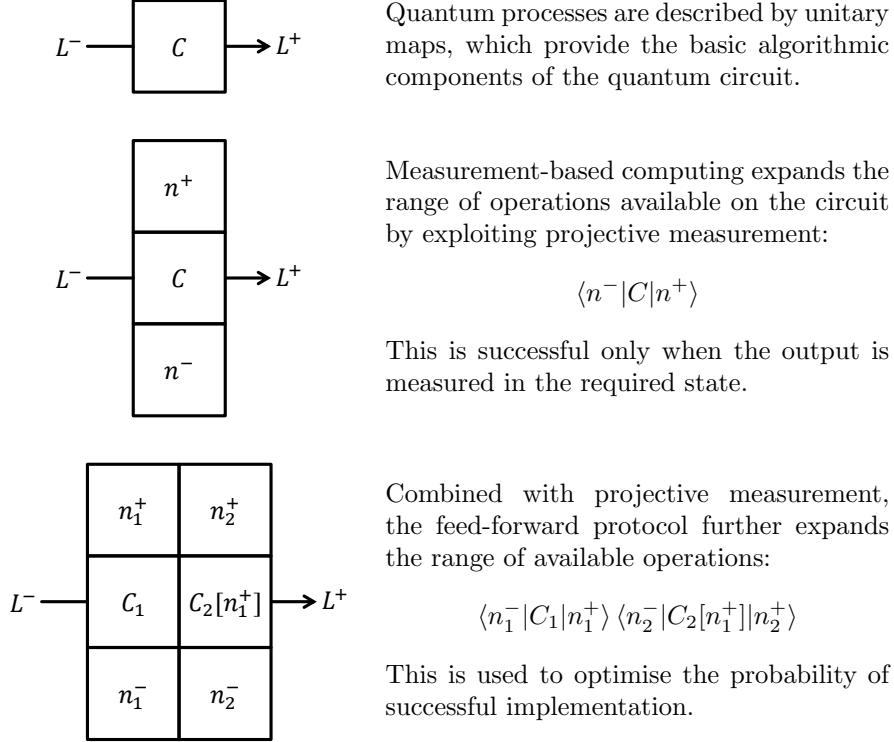 L⁻ C L⁺
Quantum processes are described by unitary
maps, which provide the basic algorithmic
components of the quantum circuit.
n⁺
L⁻ C L⁺
n⁻
Measurement-based computing expands the
range of operations available on the circuit
by exploiting projective measurement:
⟨n⁻|C|n⁺⟩
This is successful only when the output is
measured in the required state.
n₁⁺ n₂⁺
L⁻ C₁ C₂[n₁⁺] L⁺
n₁⁻ n₂⁻
Combined with projective measurement,
the feed-forward protocol further expands
the range of available operations:
⟨n₁⁻|C₁|n₁⁺⟩ ⟨n₂⁻|C₂[n₁⁺]|n₂⁺⟩
This is used to optimise the probability of
successful implementation.